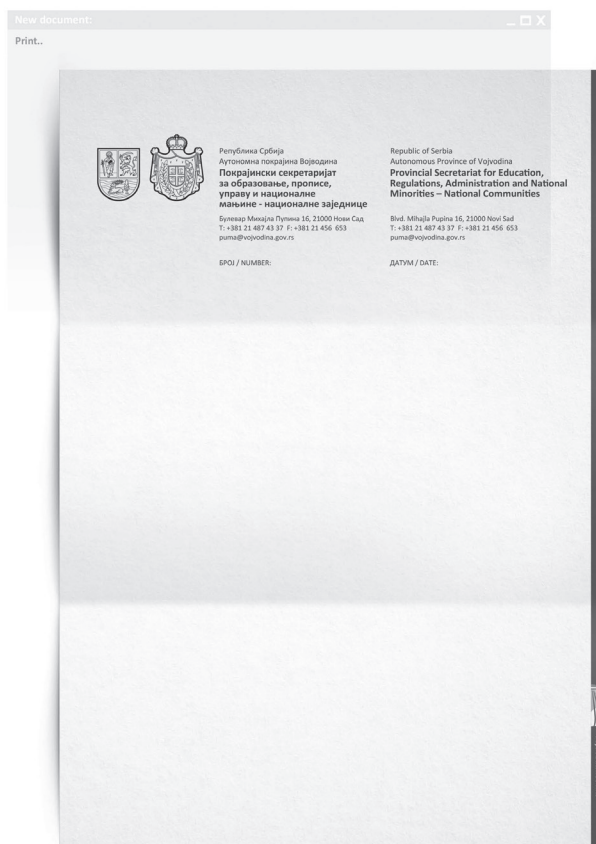 New document:
Print..
Република Србија
Аутономна покрајина Војводина
Покрајински секретаријат
за образовање, прописе,
управу и националне
мањине - националне заједнице
Булевар Михајла Пупина 16, 21000 Нови Сад
T: +381 21 487 43 37 F: +381 21 456 653
puma@vojvodina.gov.rs
БРОЈ / NUMBER:
Republic of Serbia
Autonomous Province of Vojvodina
Provincial Secretariat for Education,
Regulations, Administration and National
Minorities – National Communities
Blvd. Mihajla Pupina 16, 21000 Novi Sad
T: +381 21 487 43 37 F: +381 21 456 653
puma@vojvodina.gov.rs
ДАТУМ / DATE: